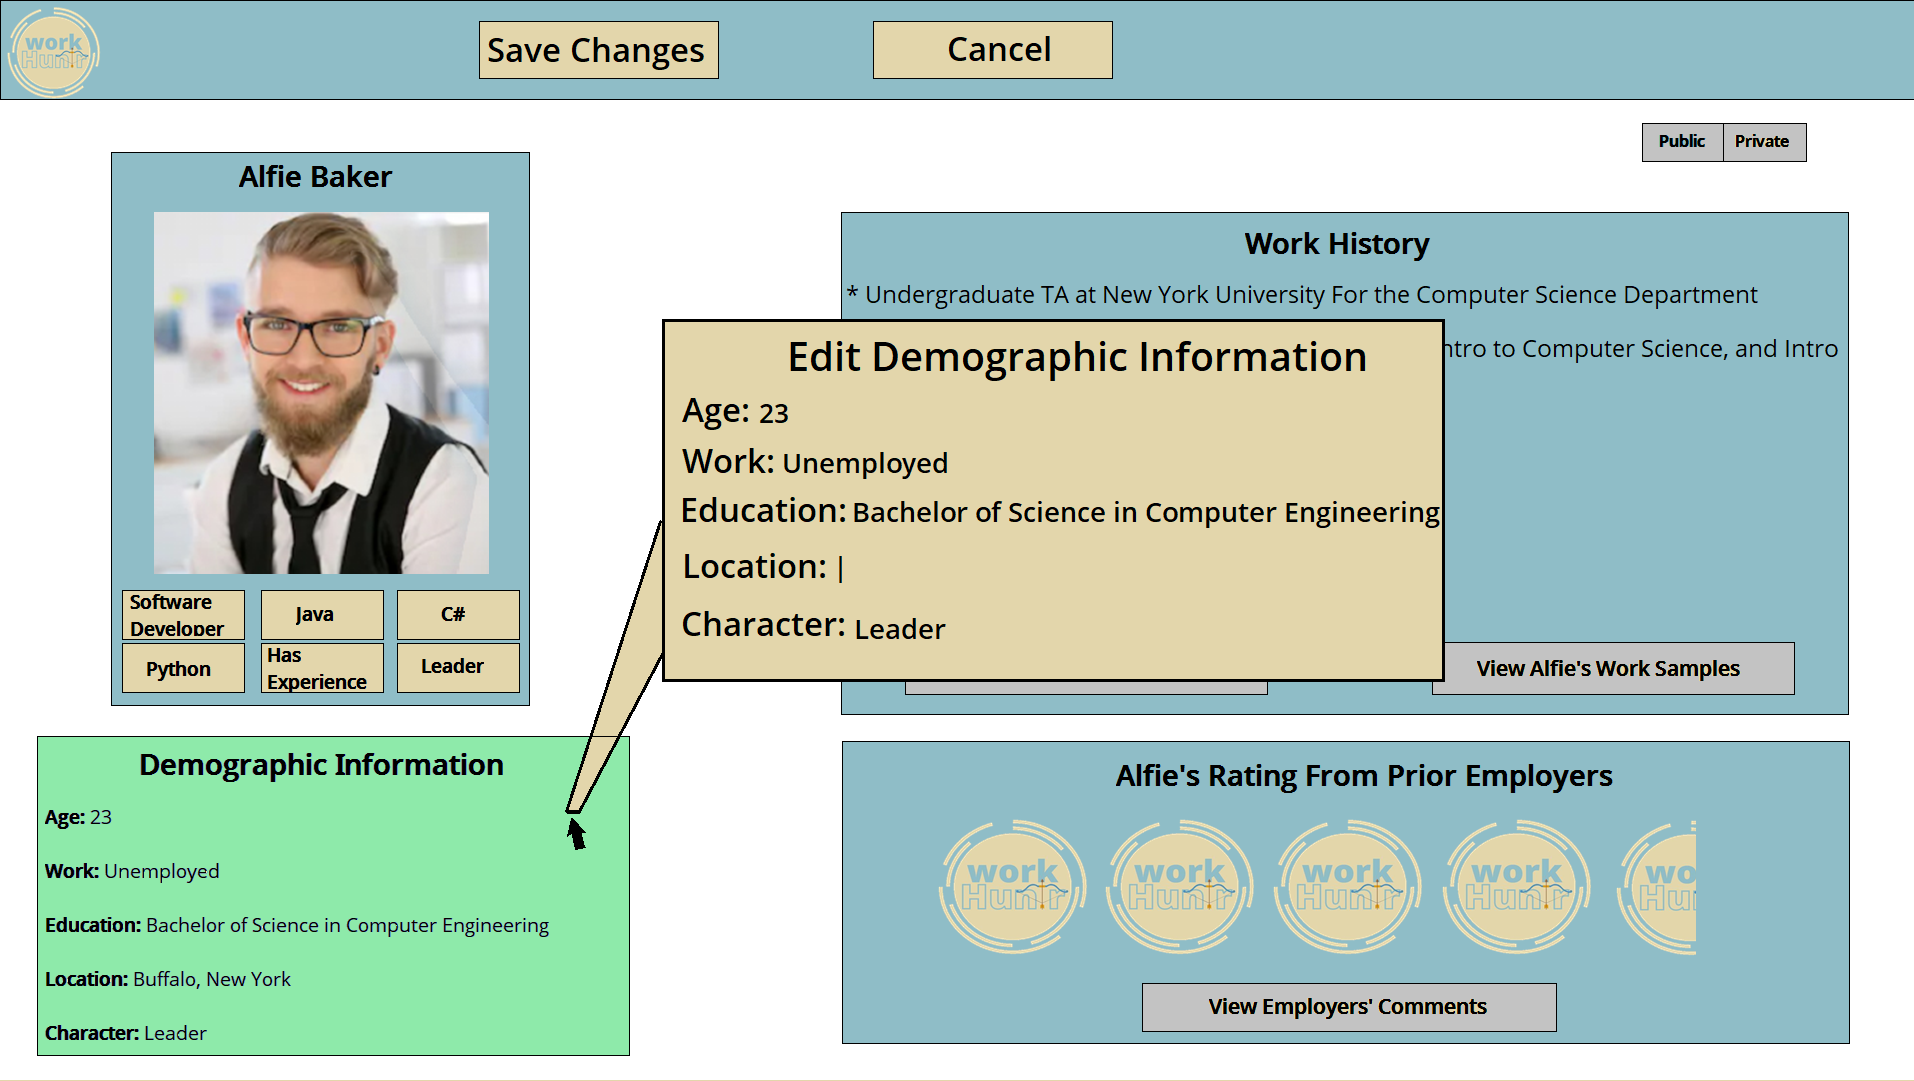 work
Hunтr
Save Changes
Cancel
Public
Private
Alfie Baker
Software
Developer
Java
C#
Python
Has
Experience
Leader
Work History
* Undergraduate TA at New York University For the Computer Science Department
ntro to Computer Science, and Intro
Edit Demographic Information
Age: 23
Work: Unemployed
Education: Bachelor of Science in Computer Engineering
Location: |
Character: Leader
View Alfie's Work Samples
Demographic Information
Age: 23
Work: Unemployed
Education: Bachelor of Science in Computer Engineering
Location: Buffalo, New York
Character: Leader
Alfie's Rating From Prior Employers
work
Huntr
work
Huntr
work
Huntr
work
Huntr
wo
Hu
View Employers' Comments